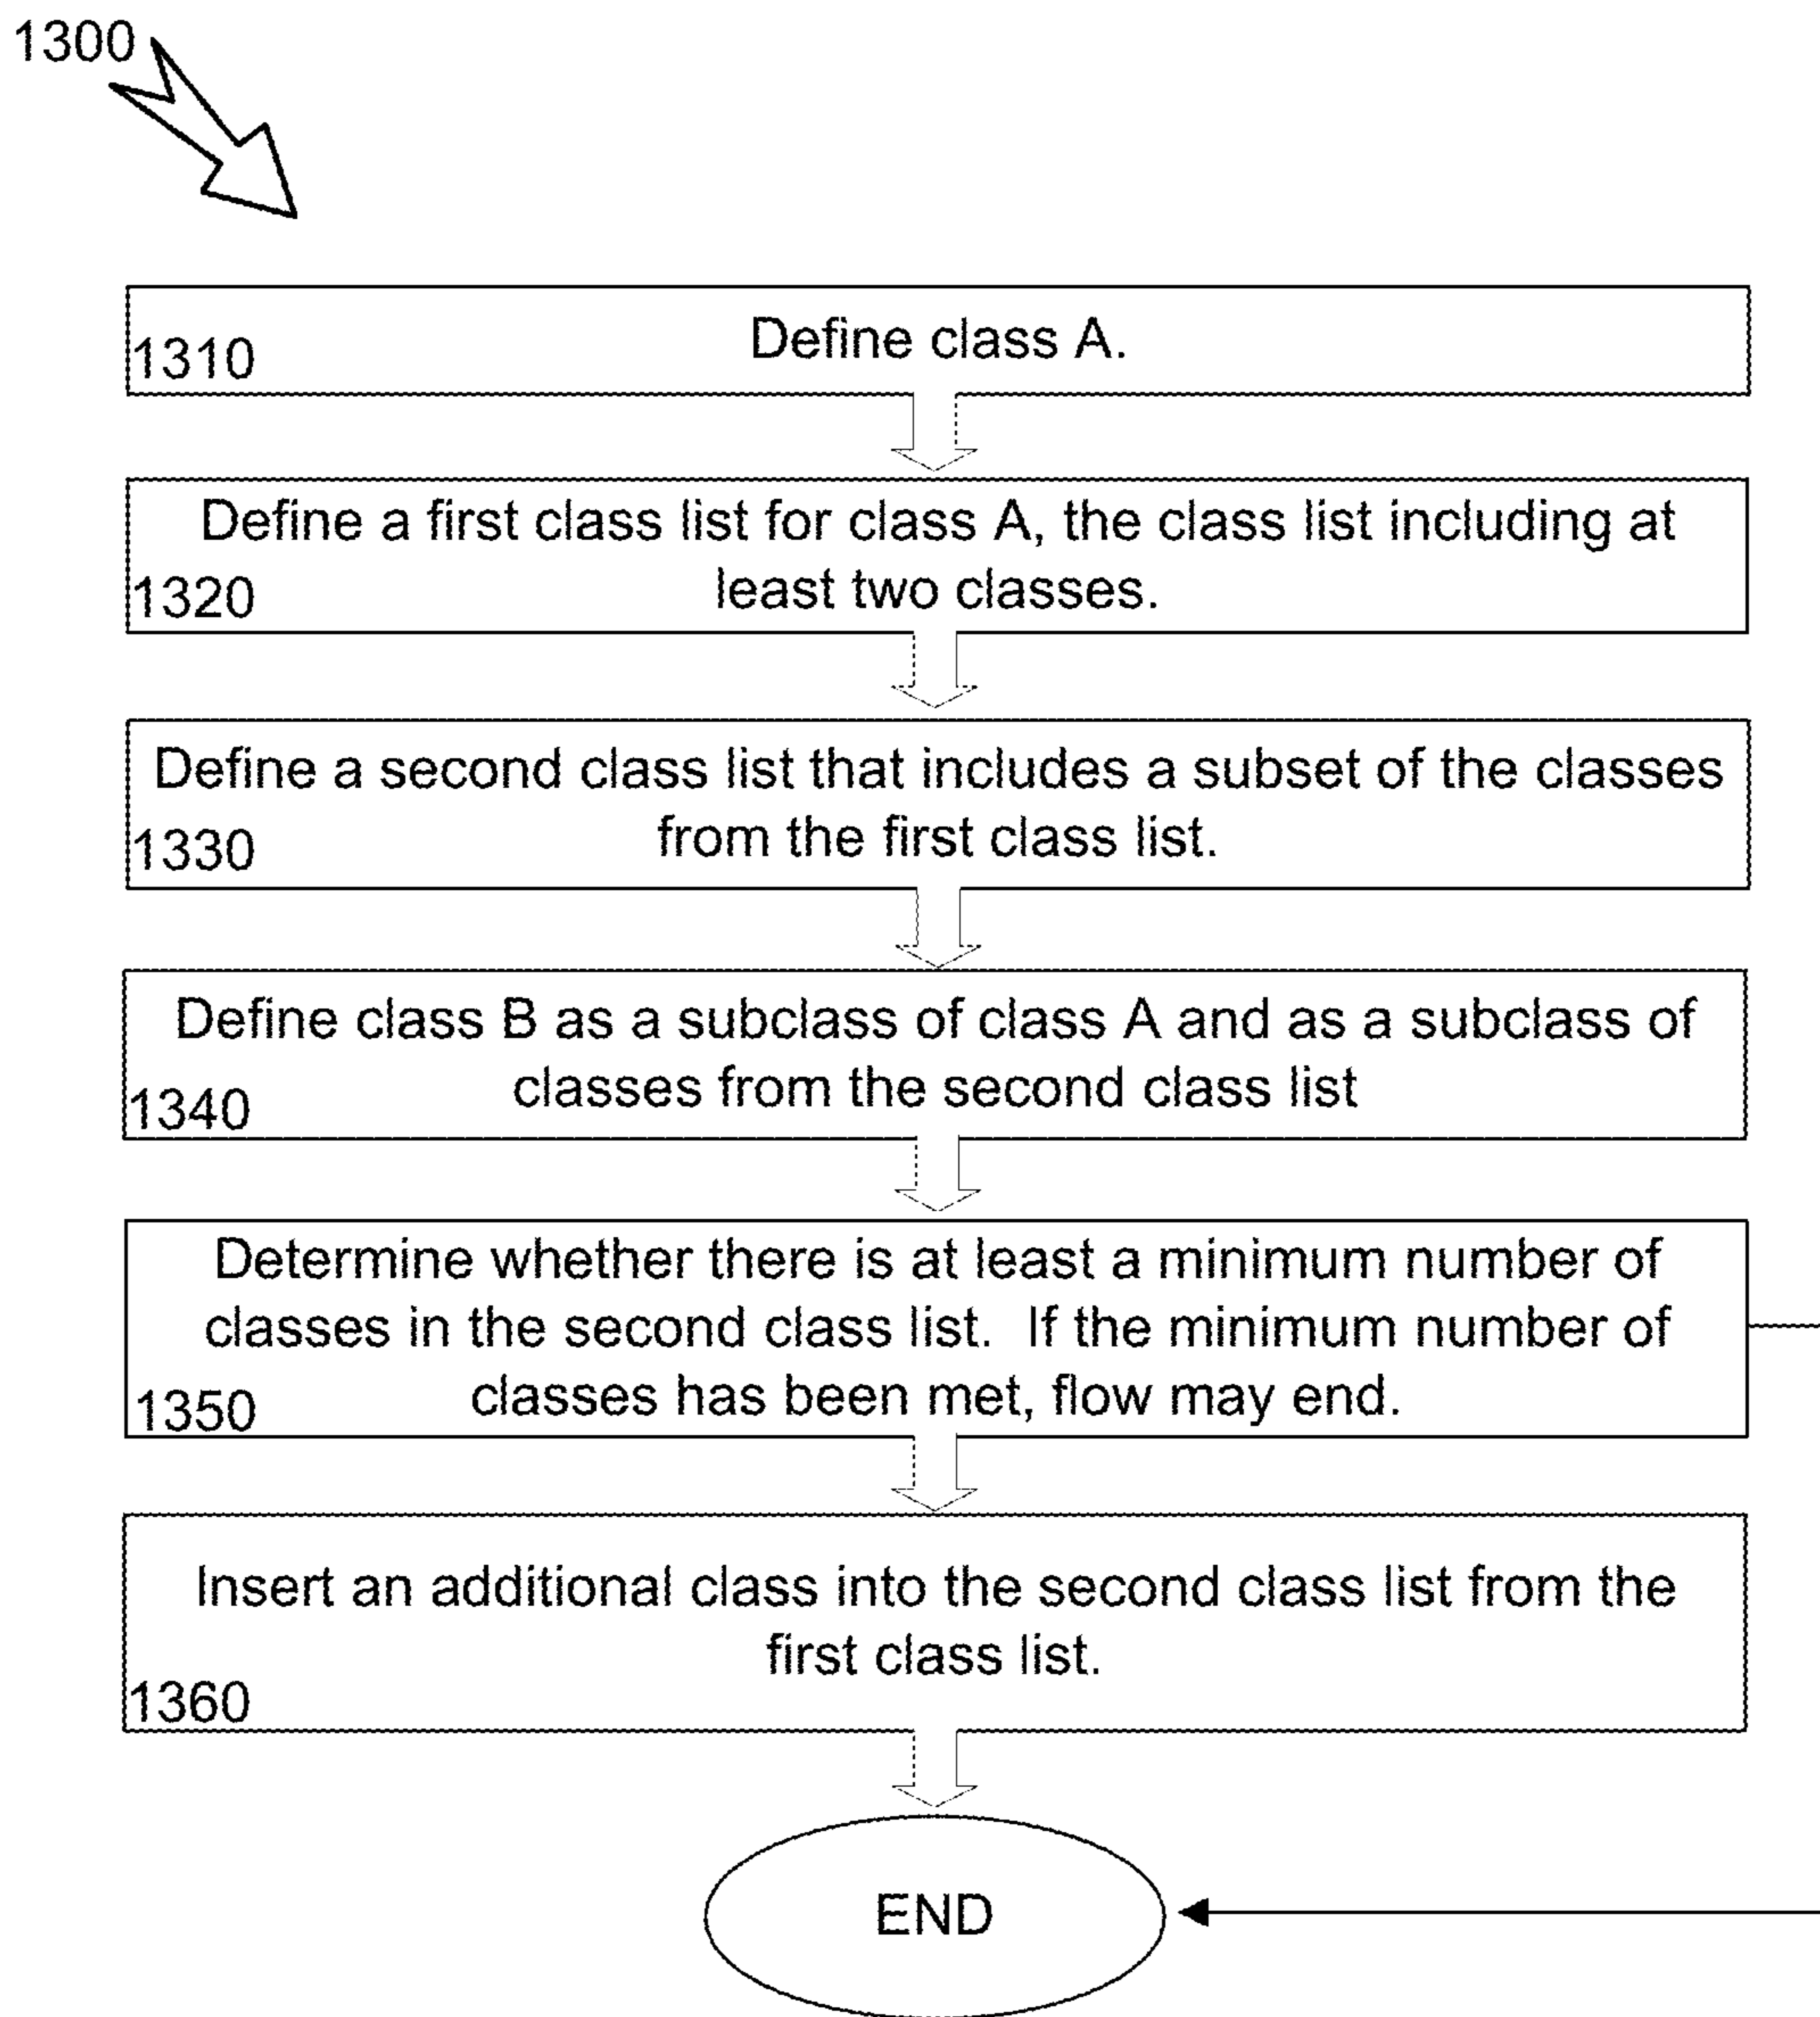 1300
Define class A.
1310
Define a first class list for class A, the class list including at
least two classes.
1320
Define a second class list that includes a subset of the classes
from the first class list.
1330
Define class B as a subclass of class A and as a subclass of
classes from the second class list
1340
Determine whether there is at least a minimum number of
classes in the second class list.  If the minimum number of
classes has been met, flow may end.
1350
Insert an additional class into the second class list from the
first class list.
1360
END